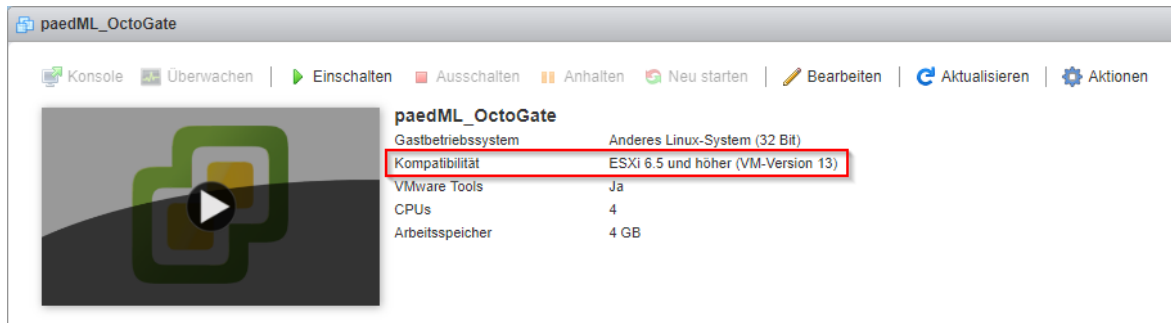 paedML_OctoGate
Konsole Überwachen Einschalten Ausschalten Anhalten Neu starten Bearbeiten Aktualisieren Aktionen
paedML_OctoGate
Gastbetriebssystem Anderes Linux-System (32 Bit)
Kompatibilität ESXi 6.5 und höher (VM-Version 13)
VMware Tools Ja
CPUs 4
Arbeitsspeicher 4 GB